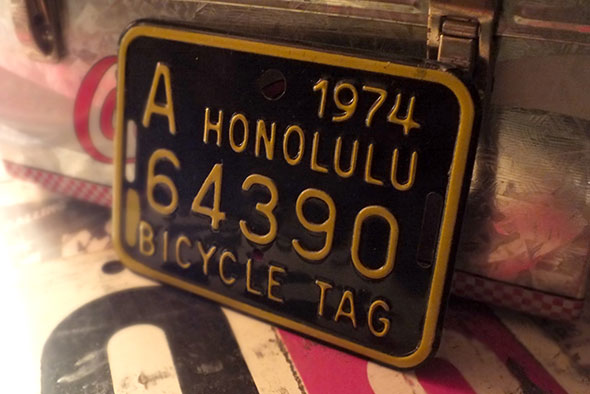 A 1974
HONOLULU
64390
BICYCLE TAG